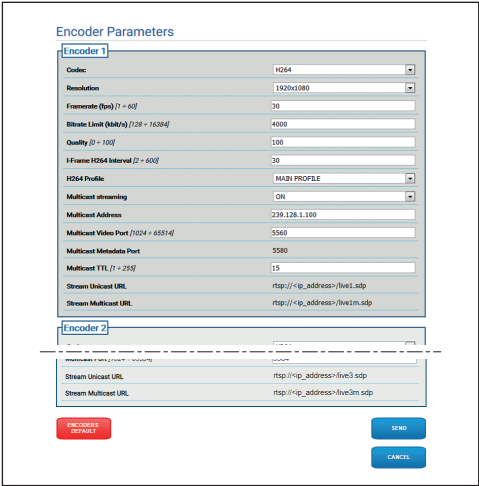 Encoder Parameters
Encoder 1
Codec H264
Resolution 1920x1080
Framerate (fps) [1 ÷ 60] 30
Bitrate Limit (kbit/s) [128 ÷ 16384] 4000
Quality [0 ÷ 100] 100
I-Frame H264 Interval [2 ÷ 600] 30
H264 Profile MAIN PROFILE
Multicast streaming ON
Multicast Address 239.128.1.100
Multicast Video Port [1024 ÷ 65514] 5560
Multicast Metadata Port 5580
Multicast TTL [1 ÷ 255] 15
Stream Unicast URL rtsp://<ip_address>/live1.sdp
Stream Multicast URL rtsp://<ip_address>/live1m.sdp
Encoder 2
Stream Unicast URL rtsp://<ip_address>/live3.sdp
Stream Multicast URL rtsp://<ip_address>/live3m.sdp
ENCODERS
DEFAULT
SEND
CANCEL